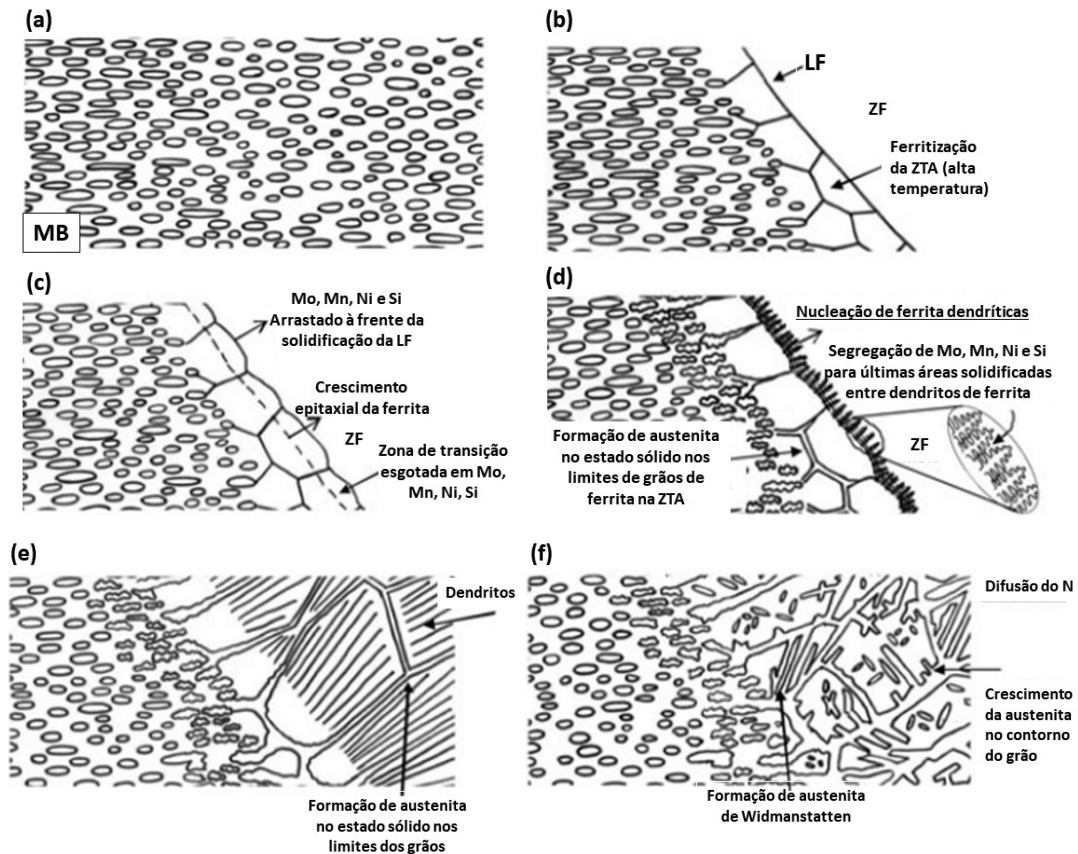 (a)
MB
(b)
LF
ZF
Ferritização
da ZTA (alta
temperatura)
(c)
Mo, Mn, Ni e Si
Arrastado à frente da
solidificação da LF
Crescimento
epitaxial da ferrita
ZF
Zona de transição
esgotada em Mo,
Mn, Ni, Si
(d)
Nucleação de ferrita dendríticas
Segregação de Mo, Mn, Ni e Si
para últimas áreas solidificadas
entre dendritos de ferrita
ZF
Formação de austenita
no estado sólido nos
limites de grãos de
ferrita na ZTA
(e)
Dendritos
Formação de austenita
no estado sólido nos
limites dos grãos
(f)
Difusão do N
Crescimento
da austenita
no contorno
do grão
Formação de austenita
de Widmanstatten